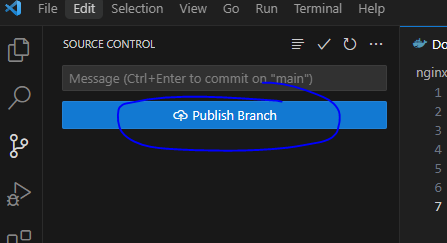 File Edit Selection View Go Run Terminal Help
SOURCE CONTROL
Message (Ctrl+Enter to commit on "main")
Publish Branch
nginx
1
2
3
4
5
6
7